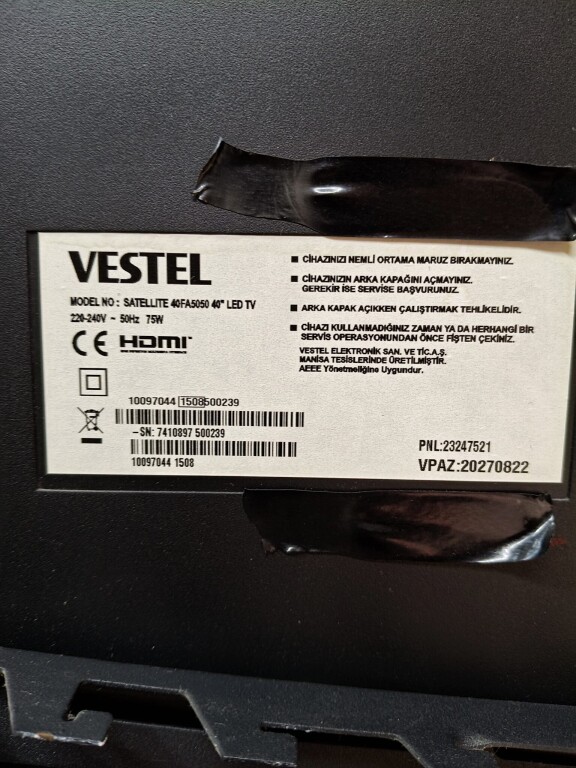 VESTEL
MODEL NO : SATELLITE 40FA5050 40" LED TV
220-240V ~ 50Hz 75W
CE HDMI
10097044 1508500239
-SN: 7410897 500239
10097044 1508
■ CİHAZINIZI NEMLİ ORTAMA MARUZ BIRAKMAYINIZ.
■ CİHAZINIZIN ARKA KAPAĞINI AÇMAYINIZ.
GEREKİR İSE SERVİSE BAŞVURUNUZ.
■ ARKA KAPAK AÇIKKEN ÇALIŞTIRMAK TEHLİKELİDİR.
■ CİHAZI KULLANMADIĞINIZ ZAMAN YA DA HERHANGİ BİR
SERVİS OPERASYONUNDAN ÖNCE FİŞTEN ÇEKİNİZ.
VESTEL ELEKTRONİK SAN. VE TİC.A.Ş.
MANİSA TESİSLERİNDE ÜRETİLMİŞTİR.
AEEE Yönetmeliğine Uygundur.
PNL:23247521
VPAZ:20270822